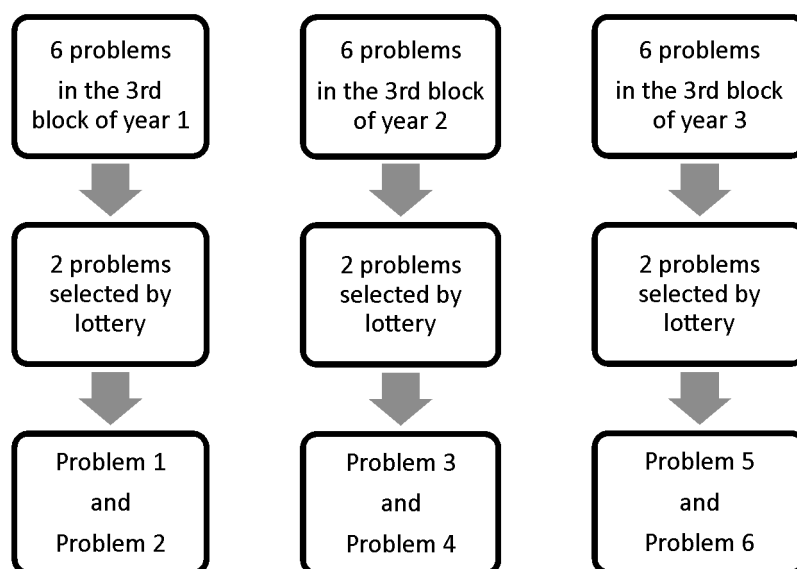 6 problems
in the 3rd
block of year 1
6 problems
in the 3rd block
of year 2
6 problems
in the 3rd block
of year 3
2 problems
selected by
lottery
2 problems
selected by
lottery
2 problems
selected by
lottery
Problem 1
and
Problem 2
Problem 3
and
Problem 4
Problem 5
and
Problem 6